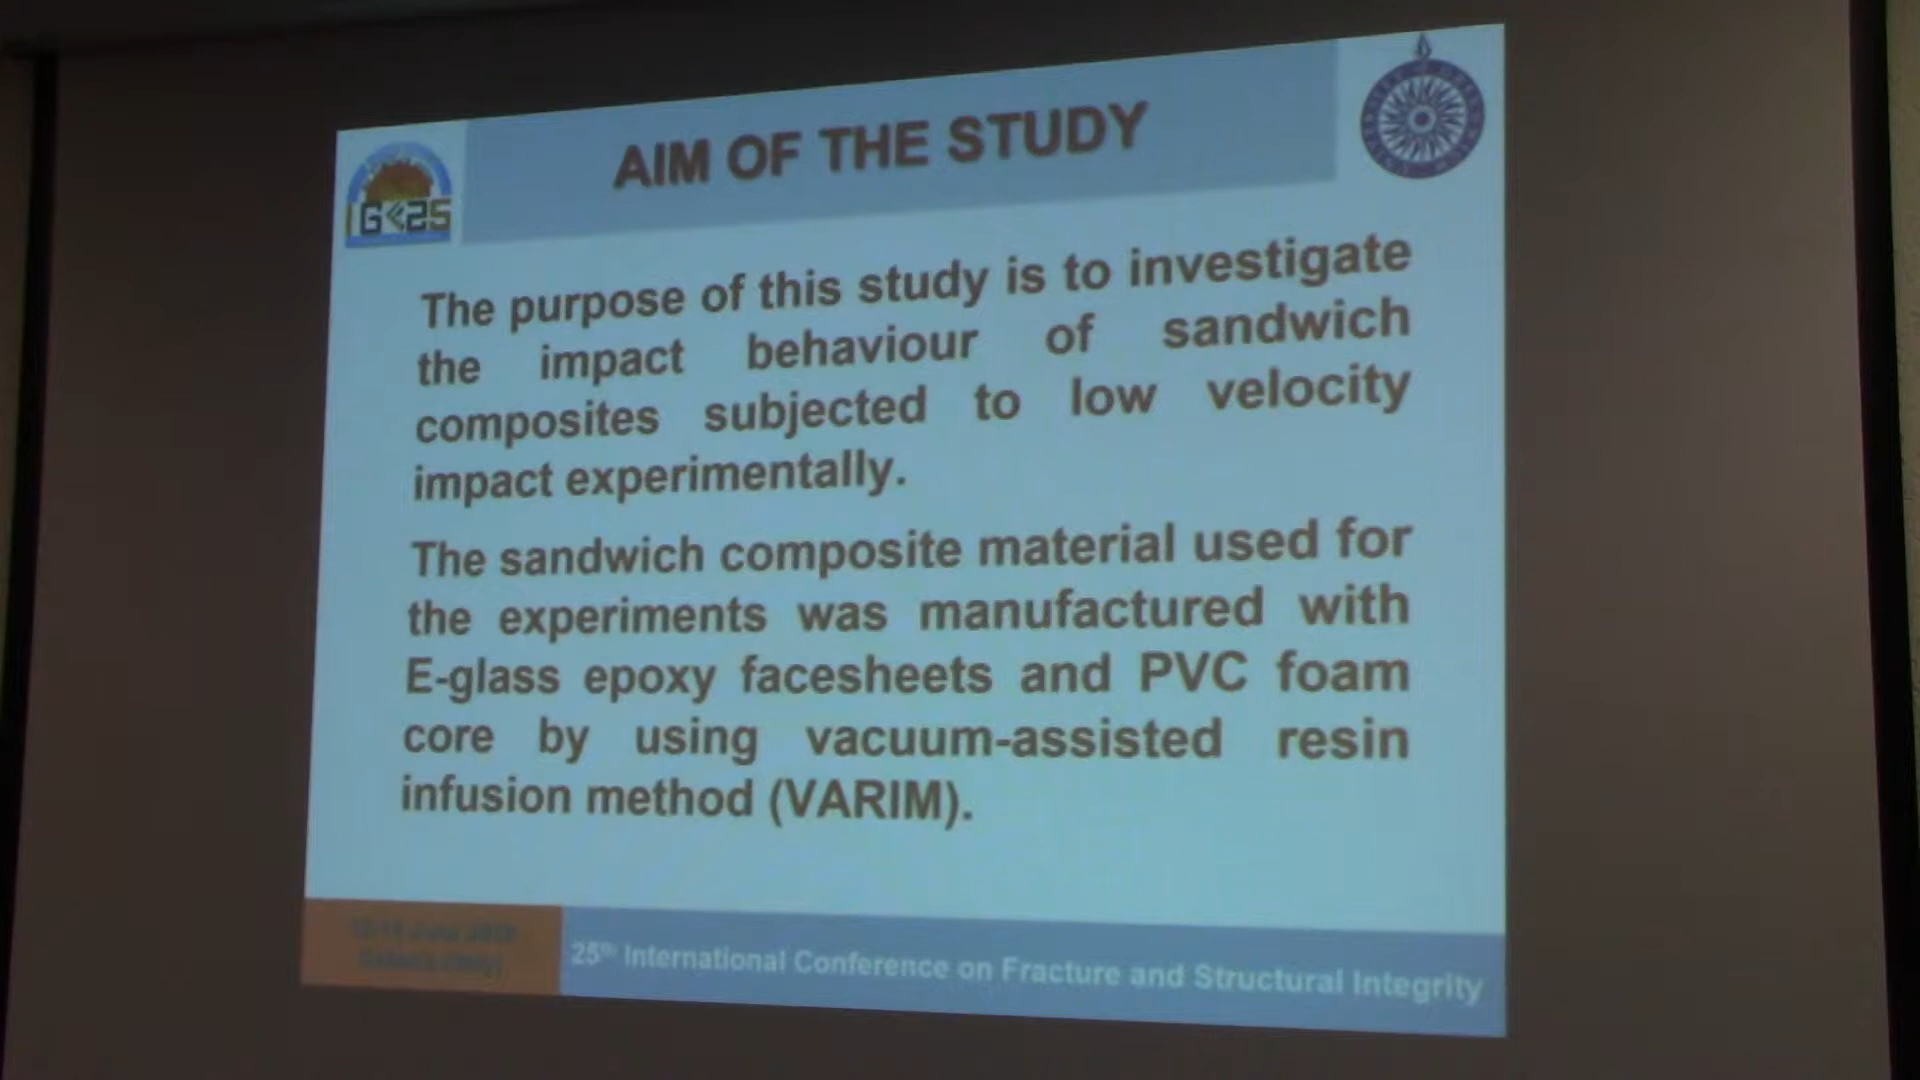 AIM OF THE STUDY
IG25
The purpose of this study is to investigate
the impact behaviour of sandwich
composites subjected to low velocity
impact experimentally.
The sandwich composite material used for
the experiments was manufactured with
E-glass epoxy facesheets and PVC foam
core by using vacuum-assisted resin
infusion method (VARIM).
25th International Conference on Fracture and Structural Integrity